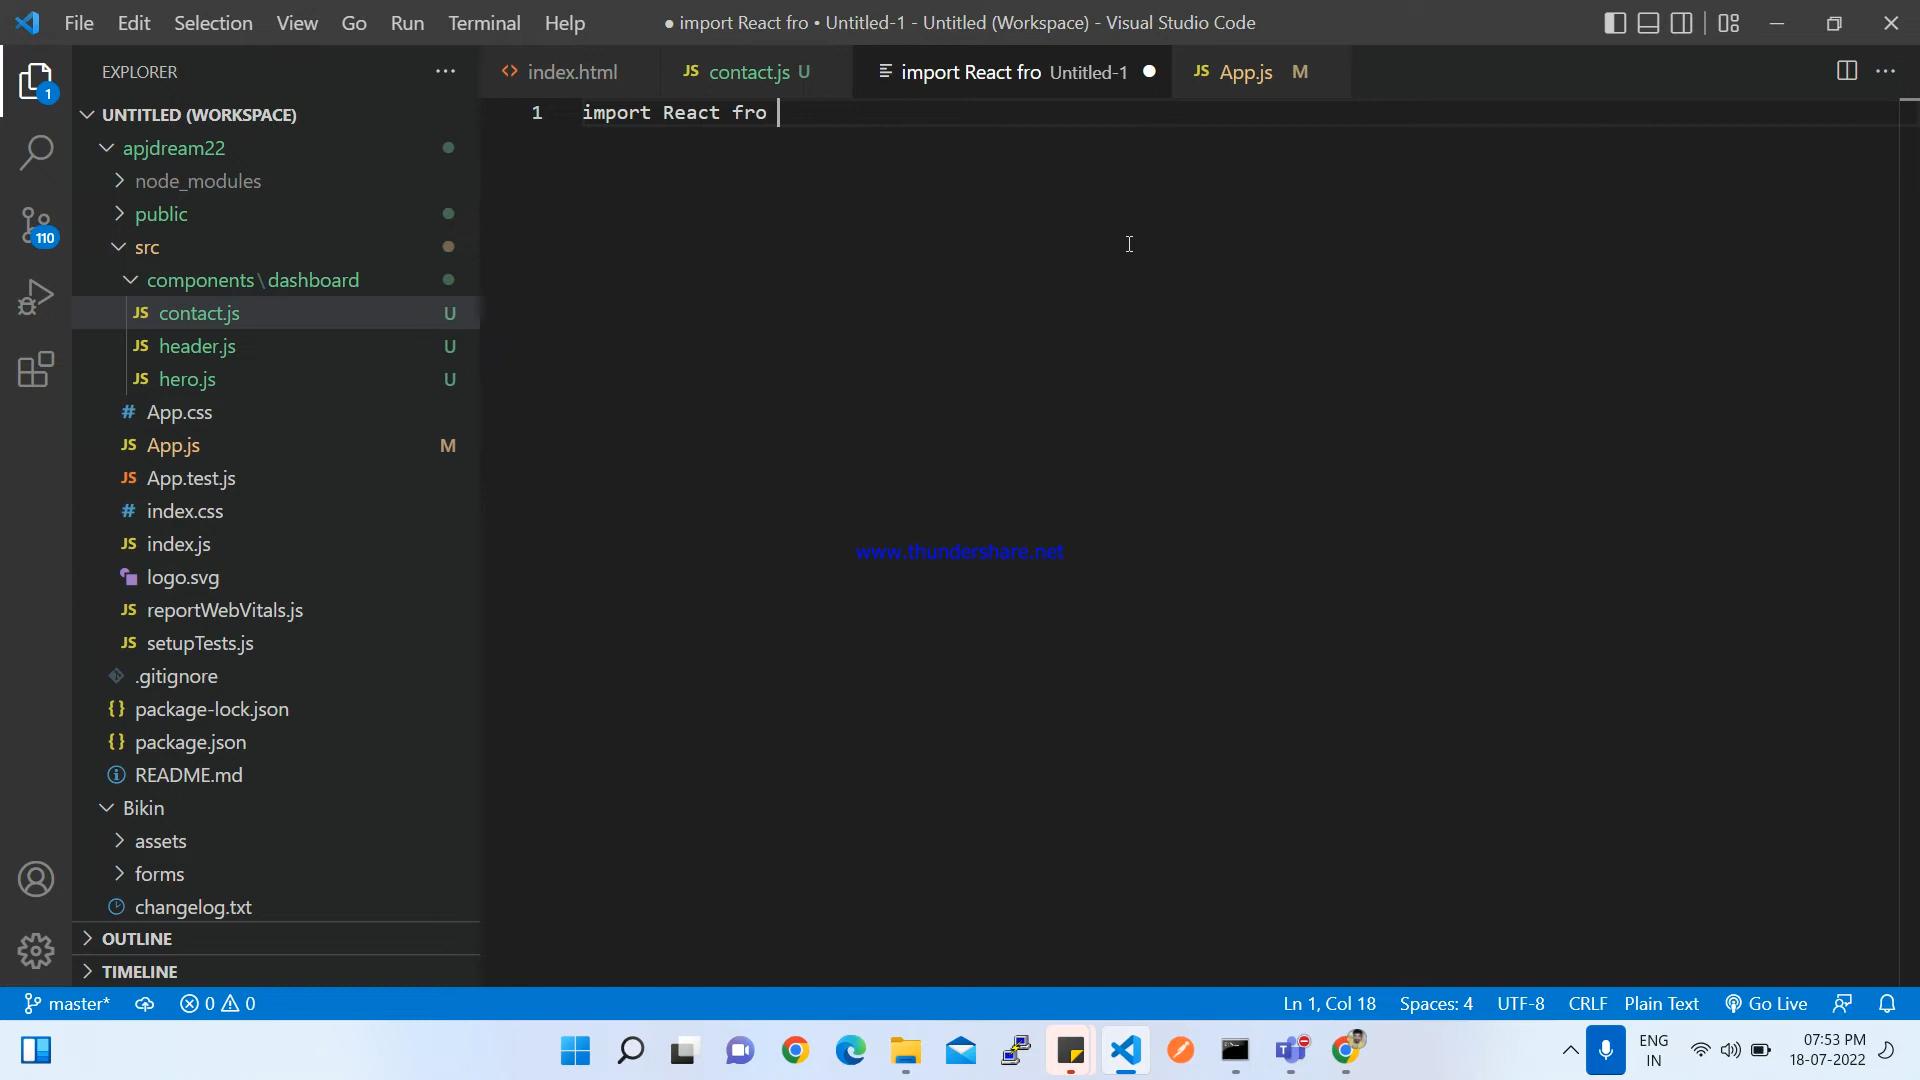 File Edit Selection View Go Run Terminal Help
● import React fro • Untitled-1 - Untitled (Workspace) - Visual Studio Code
EXPLORER
index.html
JS contact.js U
import React fro Untitled-1
JS App.js M
1 import React fro
1
110
UNTITLED (WORKSPACE)
apjdream22
node_modules
public
src
components\dashboard
JS contact.js U
JS header.js U
JS hero.js U
# App.css
JS App.js M
JS App.test.js
# index.css
JS index.js
logo.svg
JS reportWebVitals.js
JS setupTests.js
.gitignore
{} package-lock.json
{} package.json
README.md
Bikin
assets
forms
changelog.txt
OUTLINE
TIMELINE
www.thundershare.net
master* 0 0
Ln 1, Col 18 Spaces: 4 UTF-8 CRLF Plain Text Go Live
ENG
IN
07:53 PM
18-07-2022